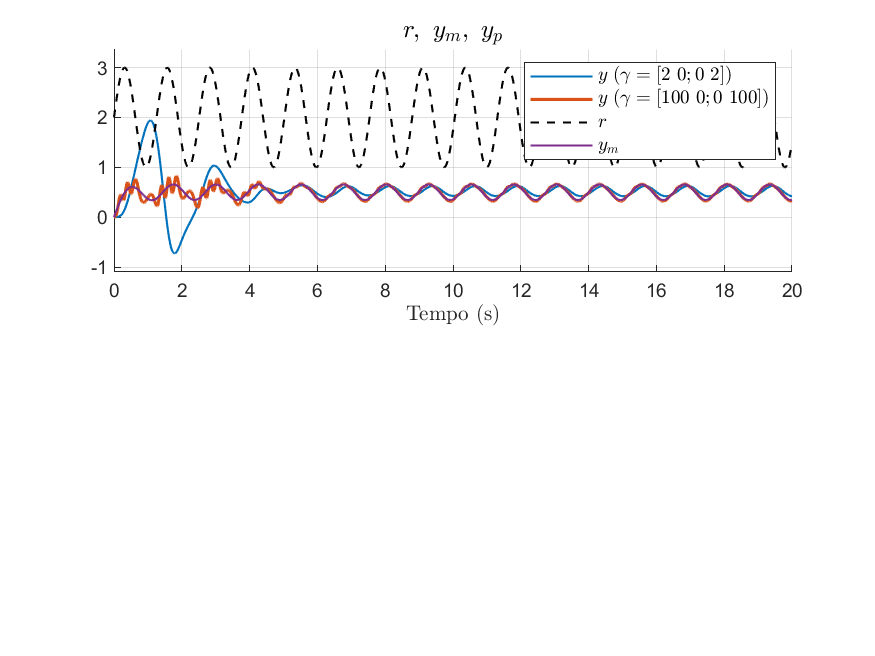 r, y_m, y_p
3
2
1
0
-1
y (γ = [2 0; 0 2])
y (γ = [100 0; 0 100])
r
y_m
0 2 4 6 8 10 12 14 16 18 20
Tempo (s)